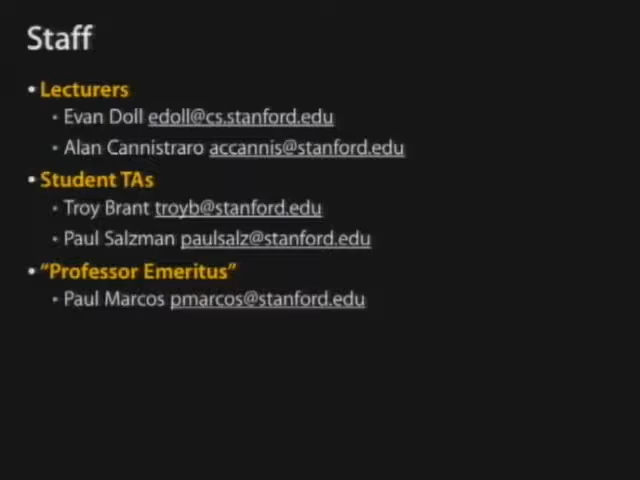 Staff
• Lecturers
• Evan Doll edoll@cs.stanford.edu
• Alan Cannistraro accannis@stanford.edu
• Student TAs
• Troy Brant troyb@stanford.edu
• Paul Salzman paulsalz@stanford.edu
• “Professor Emeritus”
• Paul Marcos pmarcos@stanford.edu